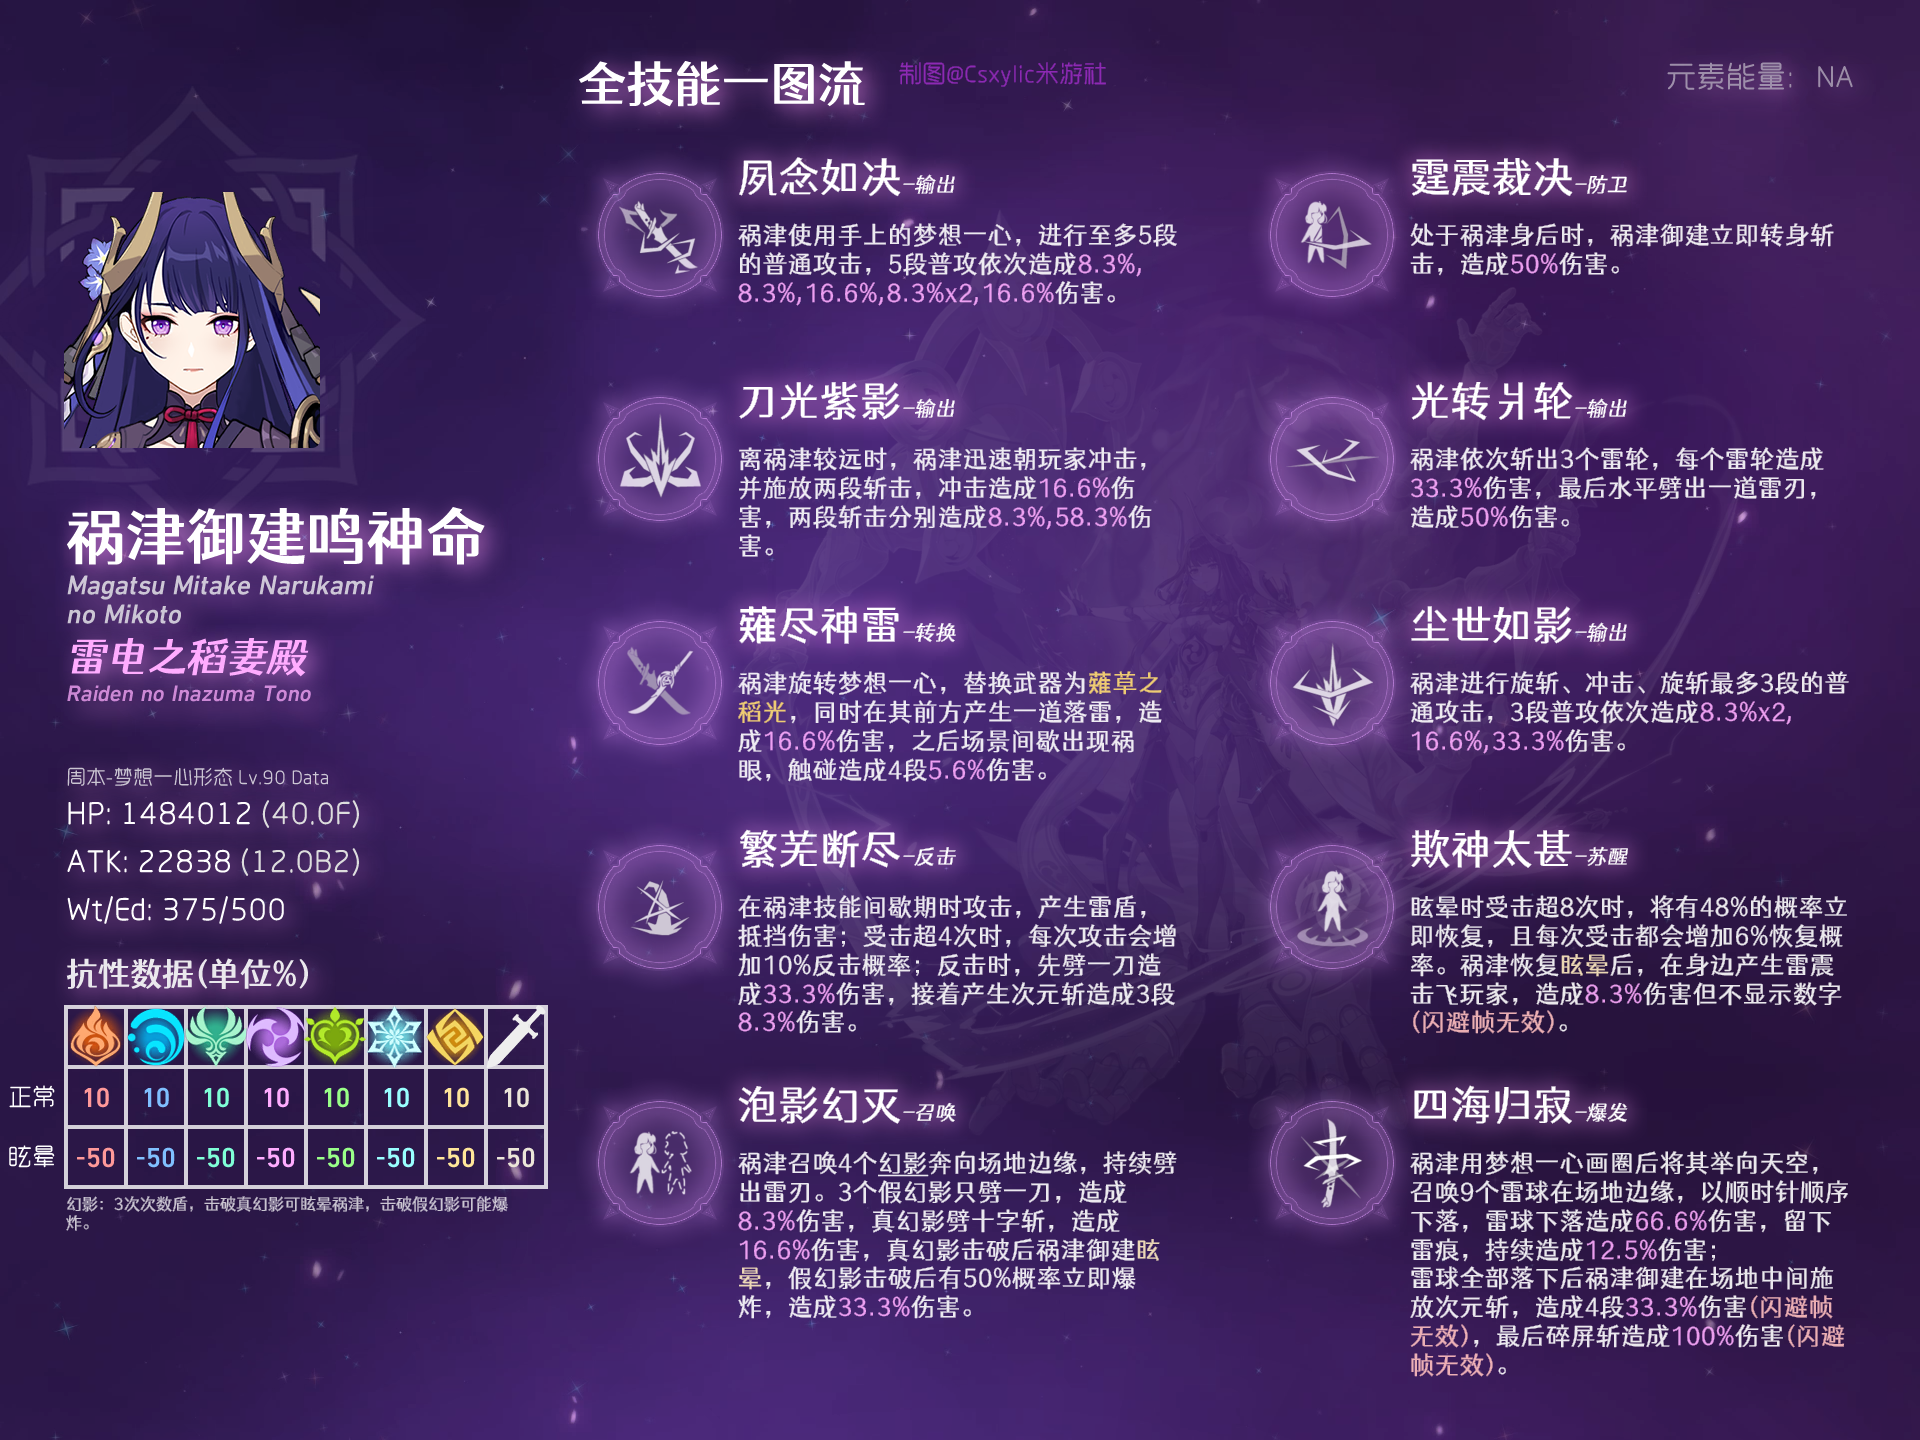 全技能一图流
制图@Csxylic米游社
元素能量: NA
祸津御建鸣神命
Magatsu Mitake Narukami
no Mikoto
雷电之稻妻殿
Raiden no Inazuma Tono
周本-梦想一心形态 Lv.90 Data
HP: 1484012 (40.0F)
ATK: 22838 (12.0B2)
Wt/Ed: 375/500
抗性数据(单位%)
正常 10 10 10 10 10 10 10 10
眩晕 -50 -50 -50 -50 -50 -50 -50 -50
幻影：3次次数盾，击破真幻影可眩晕祸津，击破假幻影可能爆
炸。
夙念如决-输出
祸津使用手上的梦想一心，进行至多5段
的普通攻击，5段普攻依次造成8.3%,
8.3%,16.6%,8.3%x2,16.6%伤害。
霆震裁决-防卫
处于祸津身后时，祸津御建立即转身斩
击，造成50%伤害。
刀光紫影-输出
离祸津较远时，祸津迅速朝玩家冲击，
并施放两段斩击，冲击造成16.6%伤
害，两段斩击分别造成8.3%,58.3%伤
害。
光转爿轮-输出
祸津依次斩出3个雷轮，每个雷轮造成
33.3%伤害，最后水平劈出一道雷刃，
造成50%伤害。
薙尽神雷-转换
祸津旋转梦想一心，替换武器为薙草之
稻光，同时在其前方产生一道落雷，造
成16.6%伤害，之后场景间歇出现祸
眼，触碰造成4段5.6%伤害。
尘世如影-输出
祸津进行旋斩、冲击、旋斩最多3段的普
通攻击，3段普攻依次造成8.3%x2,
16.6%,33.3%伤害。
繁芜断尽-反击
在祸津技能间歇期时攻击，产生雷盾，
抵挡伤害；受击超4次时，每次攻击会增
加10%反击概率；反击时，先劈一刀造
成33.3%伤害，接着产生次元斩造成3段
8.3%伤害。
欺神太甚-苏醒
眩晕时受击超8次时，将有48%的概率立
即恢复，且每次受击都会增加6%恢复概
率。祸津恢复眩晕后，在身边产生雷震
击飞玩家，造成8.3%伤害但不显示数字
(闪避帧无效)。
泡影幻灭-召唤
祸津召唤4个幻影奔向场地边缘，持续劈
出雷刃。3个假幻影只劈一刀，造成
8.3%伤害，真幻影劈十字斩，造成
16.6%伤害，真幻影击破后祸津御建眩
晕，假幻影击破后有50%概率立即爆
炸，造成33.3%伤害。
四海归寂-爆发
祸津用梦想一心画圈后将其举向天空，
召唤9个雷球在场地边缘，以顺时针顺序
下落，雷球下落造成66.6%伤害，留下
雷痕，持续造成12.5%伤害；
雷球全部落下后祸津御建在场地中间施
放次元斩，造成4段33.3%伤害(闪避帧
无效)，最后碎屏斩造成100%伤害(闪避
帧无效)。